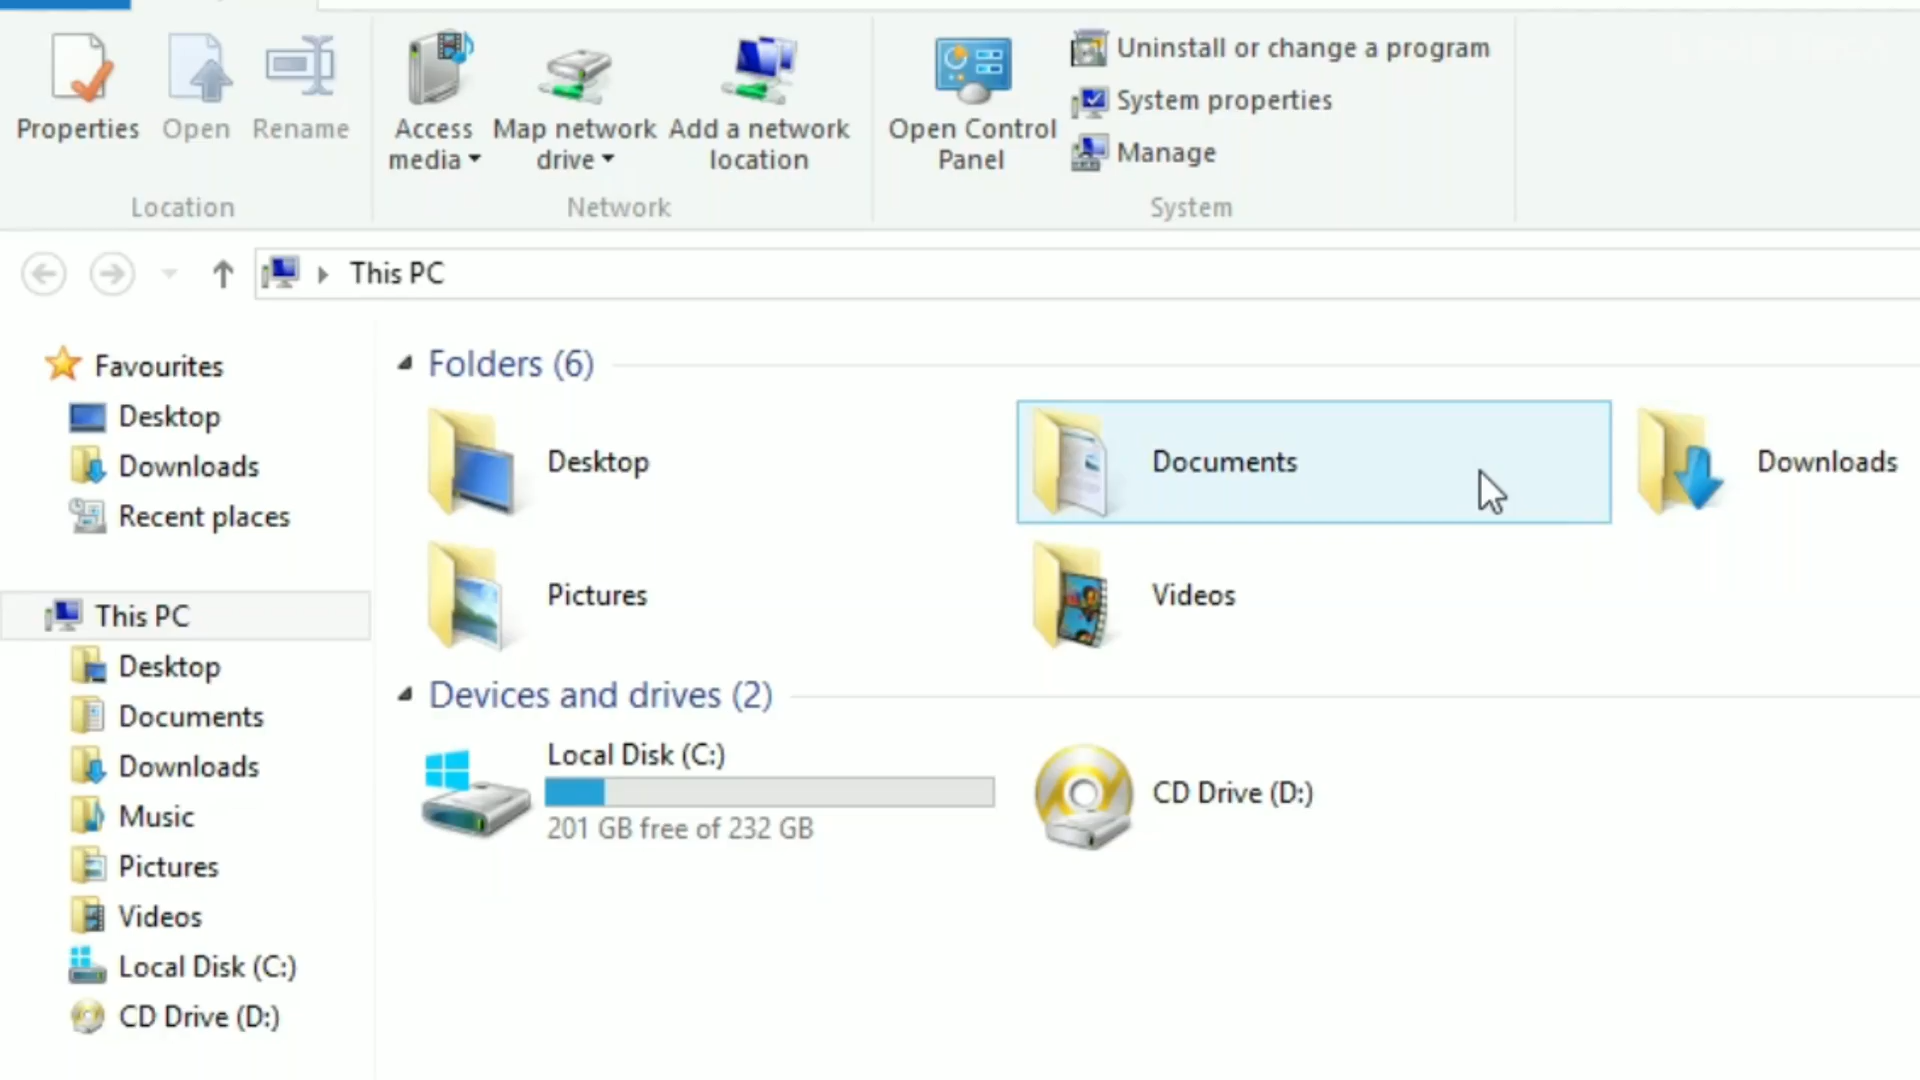 Properties
Open
Rename
Access media
Map network drive
Add a network location
Open Control Panel
Uninstall or change a program
System properties
Manage
Location
Network
System
This PC
Favourites
Desktop
Downloads
Recent places
This PC
Desktop
Documents
Downloads
Music
Pictures
Videos
Local Disk (C:)
CD Drive (D:)
Folders (6)
Desktop
Documents
Downloads
Pictures
Videos
Devices and drives (2)
Local Disk (C:)
201 GB free of 232 GB
CD Drive (D:)